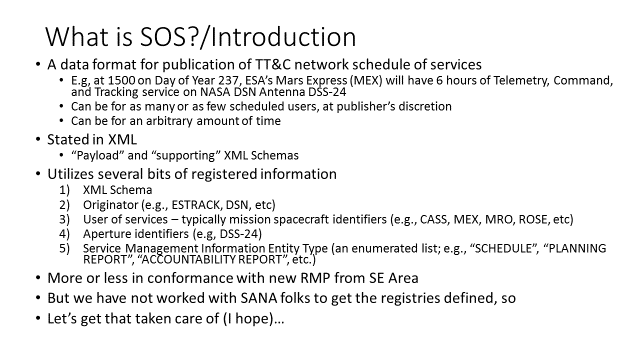 What is SOS?/Introduction
• A data format for publication of TT&C network schedule of services
• E.g, at 1500 on Day of Year 237, ESA's Mars Express (MEX) will have 6 hours of Telemetry, Command,
and Tracking service on NASA DSN Antenna DSS-24
• Can be for as many or as few scheduled users, at publisher's discretion
• Can be for an arbitrary amount of time
• Stated in XML
• "Payload" and "supporting" XML Schemas
• Utilizes several bits of registered information
1) XML Schema
2) Originator (e.g., ESTRACK, DSN, etc)
3) User of services – typically mission spacecraft identifiers (e.g., CASS, MEX, MRO, ROSE, etc)
4) Aperture identifiers (e.g, DSS-24)
5) Service Management Information Entity Type (an enumerated list; e.g., "SCHEDULE", "PLANNING
REPORT", "ACCOUNTABILITY REPORT", etc.)
• More or less in conformance with new RMP from SE Area
• But we have not worked with SANA folks to get the registries defined, so
• Let's get that taken care of (I hope)…